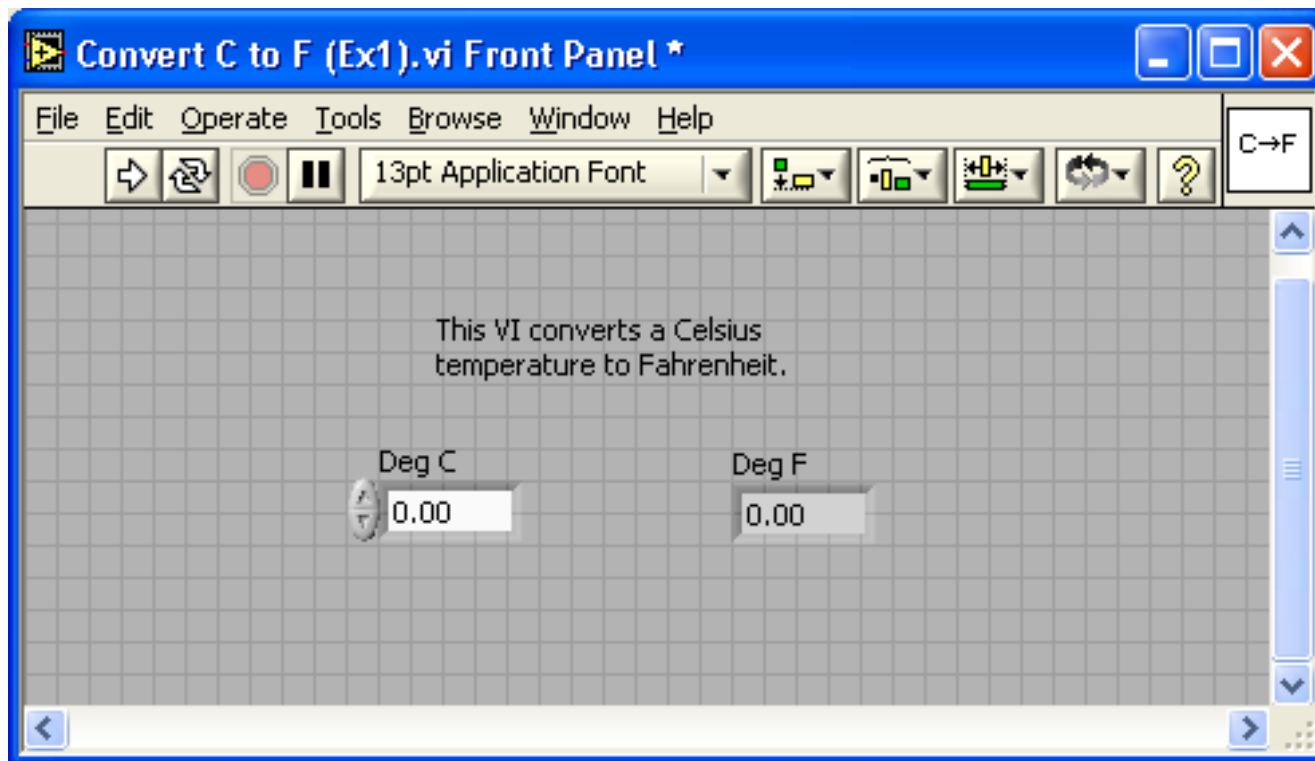 Convert C to F (Ex1).vi Front Panel *
File Edit Operate Tools Browse Window Help
C→F
13pt Application Font
This VI converts a Celsius
temperature to Fahrenheit.
Deg C Deg F
0.00 0.00